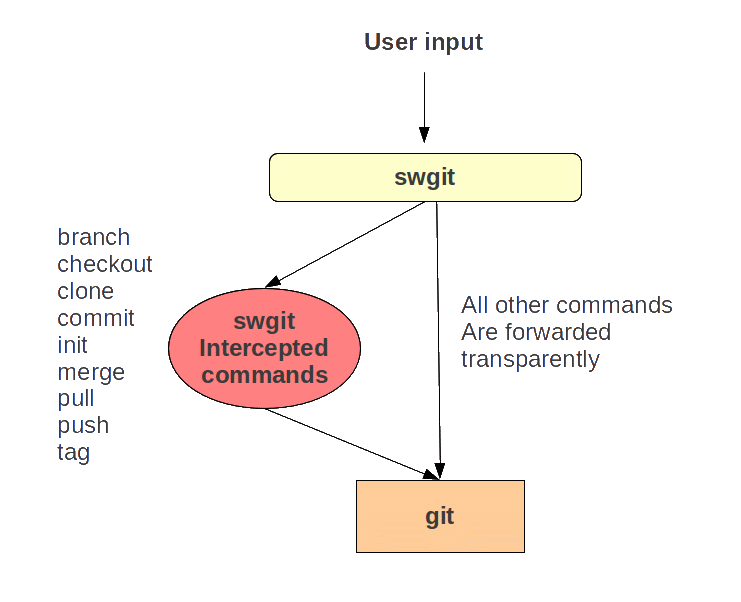 User input
swgit
branch
checkout
clone
commit
init
merge
pull
push
tag
swgit
Intercepted
commands
All other commands
Are forwarded
transparently
git